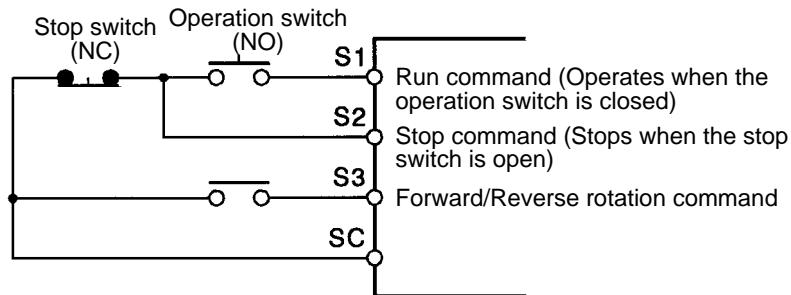 Stop switch
(NC)
Operation switch
(NO)
S1
Run command (Operates when the
operation switch is closed)
S2
Stop command (Stops when the stop
switch is open)
S3
Forward/Reverse rotation command
SC